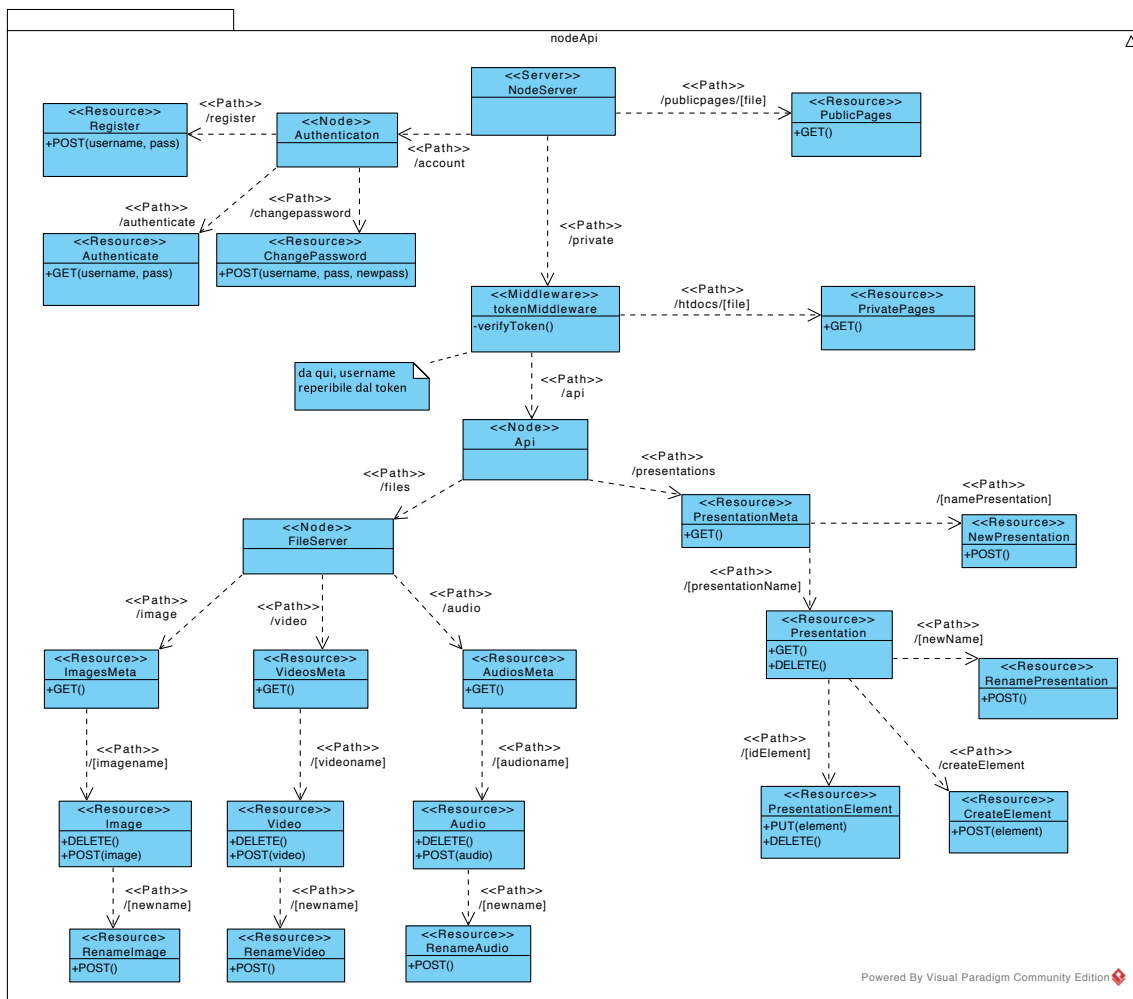 nodeApi
<<Server>>
NodeServer
<<Path>>
/publicpages/[file]
<<Resource>>
PublicPages
+GET()
<<Path>>
/register
<<Resource>>
Register
+POST(username, pass)
<<Node>>
Authenticaton
<<Path>>
/account
<<Path>>
/authenticate
<<Path>>
/changepassword
<<Path>>
/private
<<Resource>>
Authenticate
+GET(username, pass)
<<Resource>>
ChangePassword
+POST(username, pass, newpass)
<<Middleware>>
tokenMiddleware
-verifyToken()
<<Path>>
/htdocs/[file]
<<Resource>>
PrivatePages
+GET()
da qui, username
reperibile dal token
<<Path>>
/api
<<Node>>
Api
<<Path>>
/files
<<Path>>
/presentations
<<Resource>>
PresentationMeta
+GET()
<<Path>>
/[namePresentation]
<<Resource>>
NewPresentation
+POST()
<<Node>>
FileServer
<<Path>>
/[presentationName]
<<Path>>
/image
<<Path>>
/video
<<Path>>
/audio
<<Resource>>
Presentation
+GET()
+DELETE()
<<Path>>
/[newName]
<<Resource>>
RenamePresentation
+POST()
<<Resource>>
ImagesMeta
+GET()
<<Resource>>
VideosMeta
+GET()
<<Resource>>
AudiosMeta
+GET()
<<Path>>
/[imagename]
<<Path>>
/[videoname]
<<Path>>
/[audioname]
<<Path>>
/[idElement]
<<Path>>
/createElement
<<Resource>>
PresentationElement
+PUT(element)
+DELETE()
<<Resource>>
CreateElement
+POST(element)
<<Resource>>
Image
+DELETE()
+POST(image)
<<Resource>>
Video
+DELETE()
+POST(video)
<<Resource>>
Audio
+DELETE()
+POST(audio)
<<Path>>
/[newname]
<<Path>>
/[newname]
<<Path>>
/[newname]
<<Resource>
RenameImage
+POST()
<<Resource>>
RenameVideo
+POST()
<<Resource>>
RenameAudio
+POST()
Powered By Visual Paradigm Community Edition